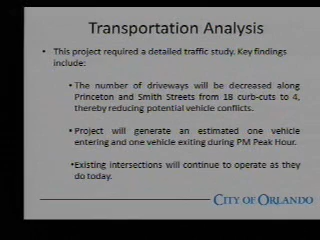 Transportation Analysis
• This project required a detailed traffic study. Key findings
include:
• The number of driveways will be decreased along
Princeton and Smith Streets from 18 curb-cuts to 4,
thereby reducing potential vehicle conflicts.
• Project will generate an estimated one vehicle
entering and one vehicle exiting during PM Peak Hour.
•Existing intersections will continue to operate as they
do today.
CITY OF ORLANDO